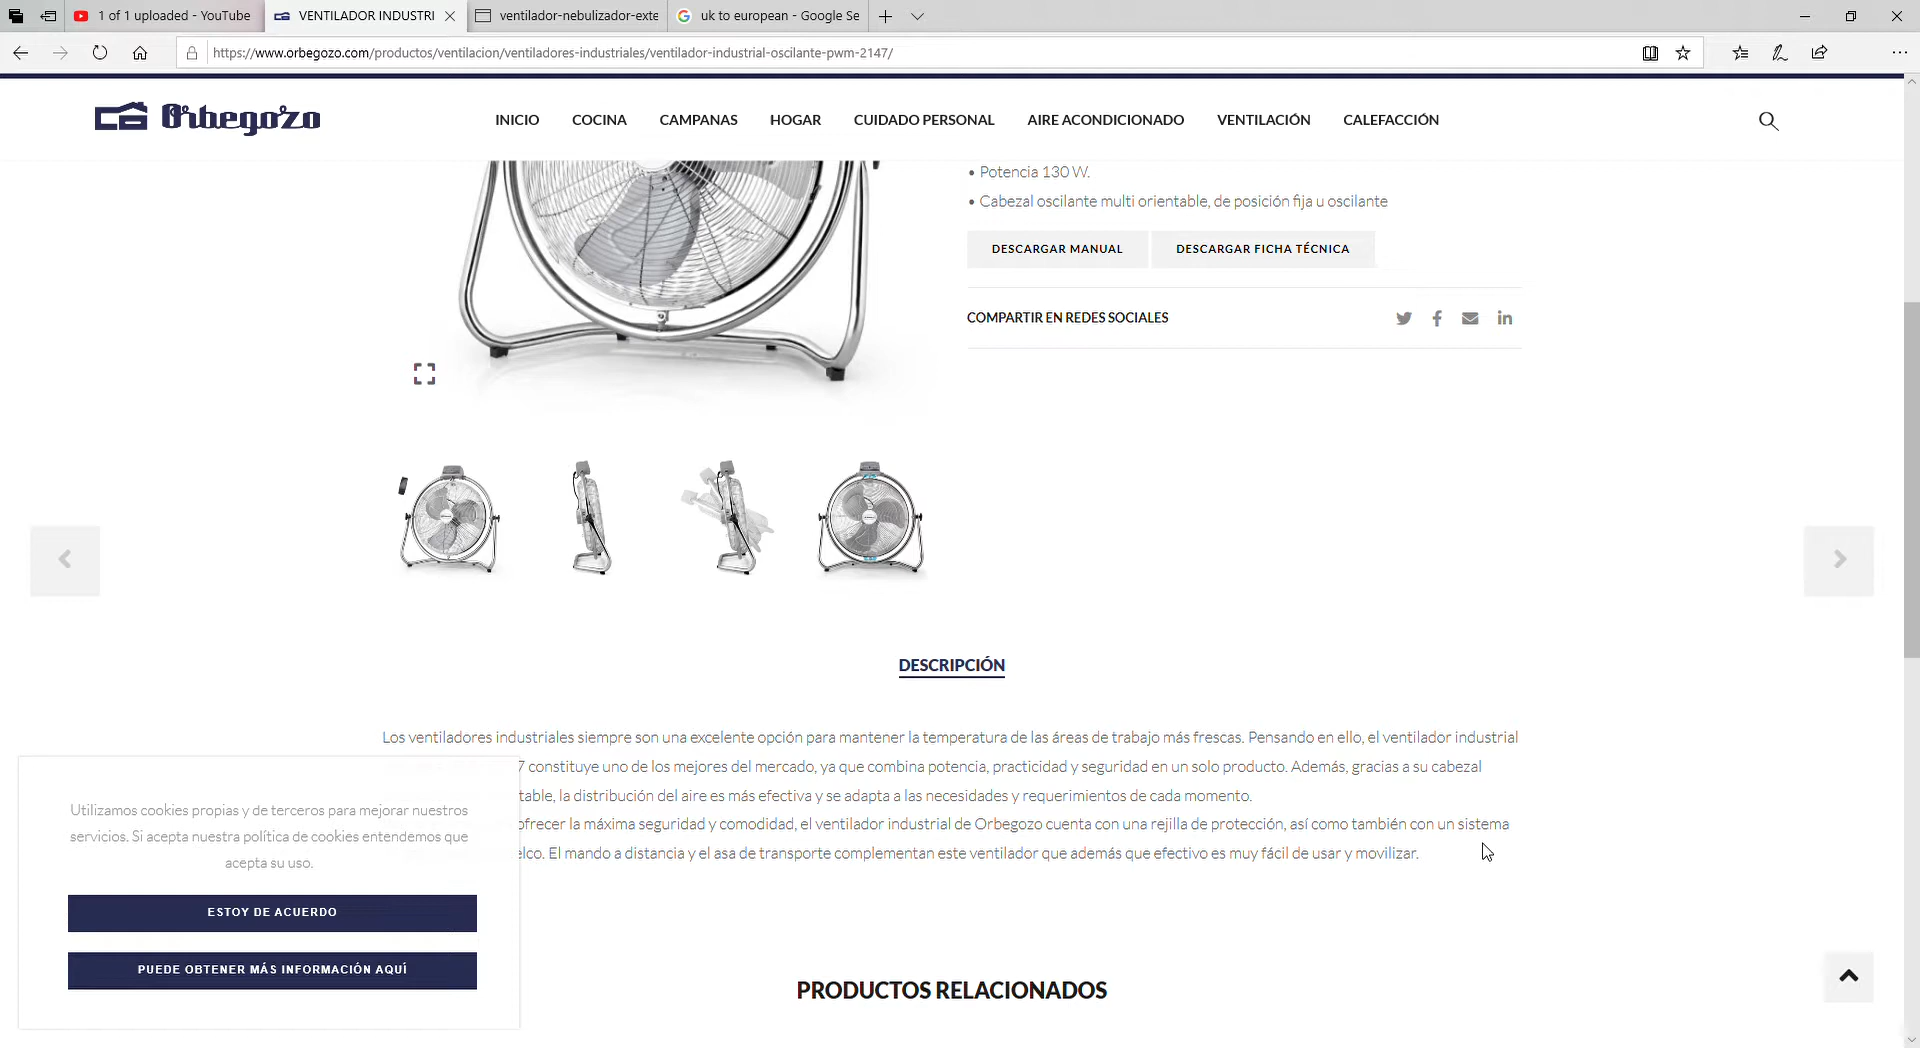 1 of 1 uploaded - YouTube
VENTILADOR INDUSTRI
ventilador-nebulizador-exte
uk to european - Google Se
https://www.orbegozo.com/productos/ventilacion/ventiladores-industriales/ventilador-industrial-oscilante-pwm-2147/
Orbegozo
INICIO COCINA CAMPANAS HOGAR CUIDADO PERSONAL AIRE ACONDICIONADO VENTILACIÓN CALEFACCIÓN
• Potencia 130 W.
• Cabezal oscilante multi orientable, de posición fija u oscilante
DESCARGAR MANUAL DESCARGAR FICHA TÉCNICA
COMPARTIR EN REDES SOCIALES
DESCRIPCIÓN
Los ventiladores industriales siempre son una excelente opción para mantener la temperatura de las áreas de trabajo más frescas. Pensando en ello, el ventilador industrial
7 constituye uno de los mejores del mercado, ya que combina potencia, practicidad y seguridad en un solo producto. Además, gracias a su cabezal
table, la distribución del aire es más efectiva y se adapta a las necesidades y requerimientos de cada momento.
ofrecer la máxima seguridad y comodidad, el ventilador industrial de Orbegozo cuenta con una rejilla de protección, así como también con un sistema
elco. El mando a distancia y el asa de transporte complementan este ventilador que además que efectivo es muy fácil de usar y movilizar.
Utilizamos cookies propias y de terceros para mejorar nuestros
servicios. Si acepta nuestra política de cookies entendemos que
acepta su uso.
ESTOY DE ACUERDO
PUEDE OBTENER MÁS INFORMACIÓN AQUÍ
PRODUCTOS RELACIONADOS